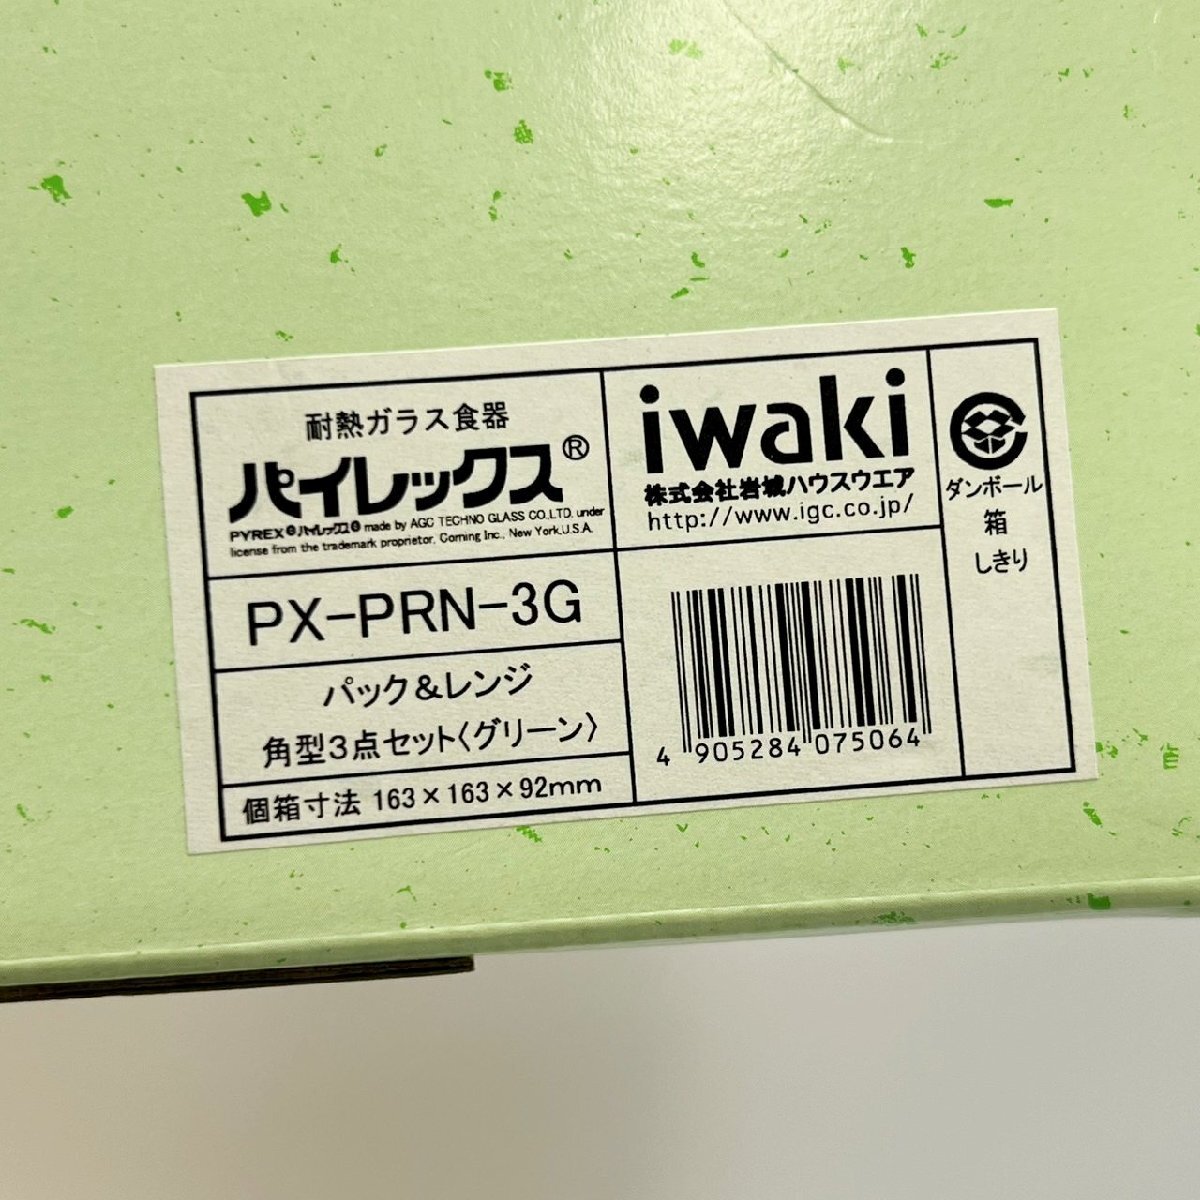 耐熱ガラス食器
パイレックス®
PYREX®パイレックス® made by AGC TECHNO GLASS CO.LTD. under
license from the trademark proprietor, Corning Inc., New York.U.S.A.
PX-PRN-3G
パック&レンジ
角型3点セット〈グリーン〉
個箱寸法 163×163×92mm
iwaki
株式会社岩城ハウスウエア
http://www.igc.co.jp/
4 905284 075064
ダンボール
箱
しきり